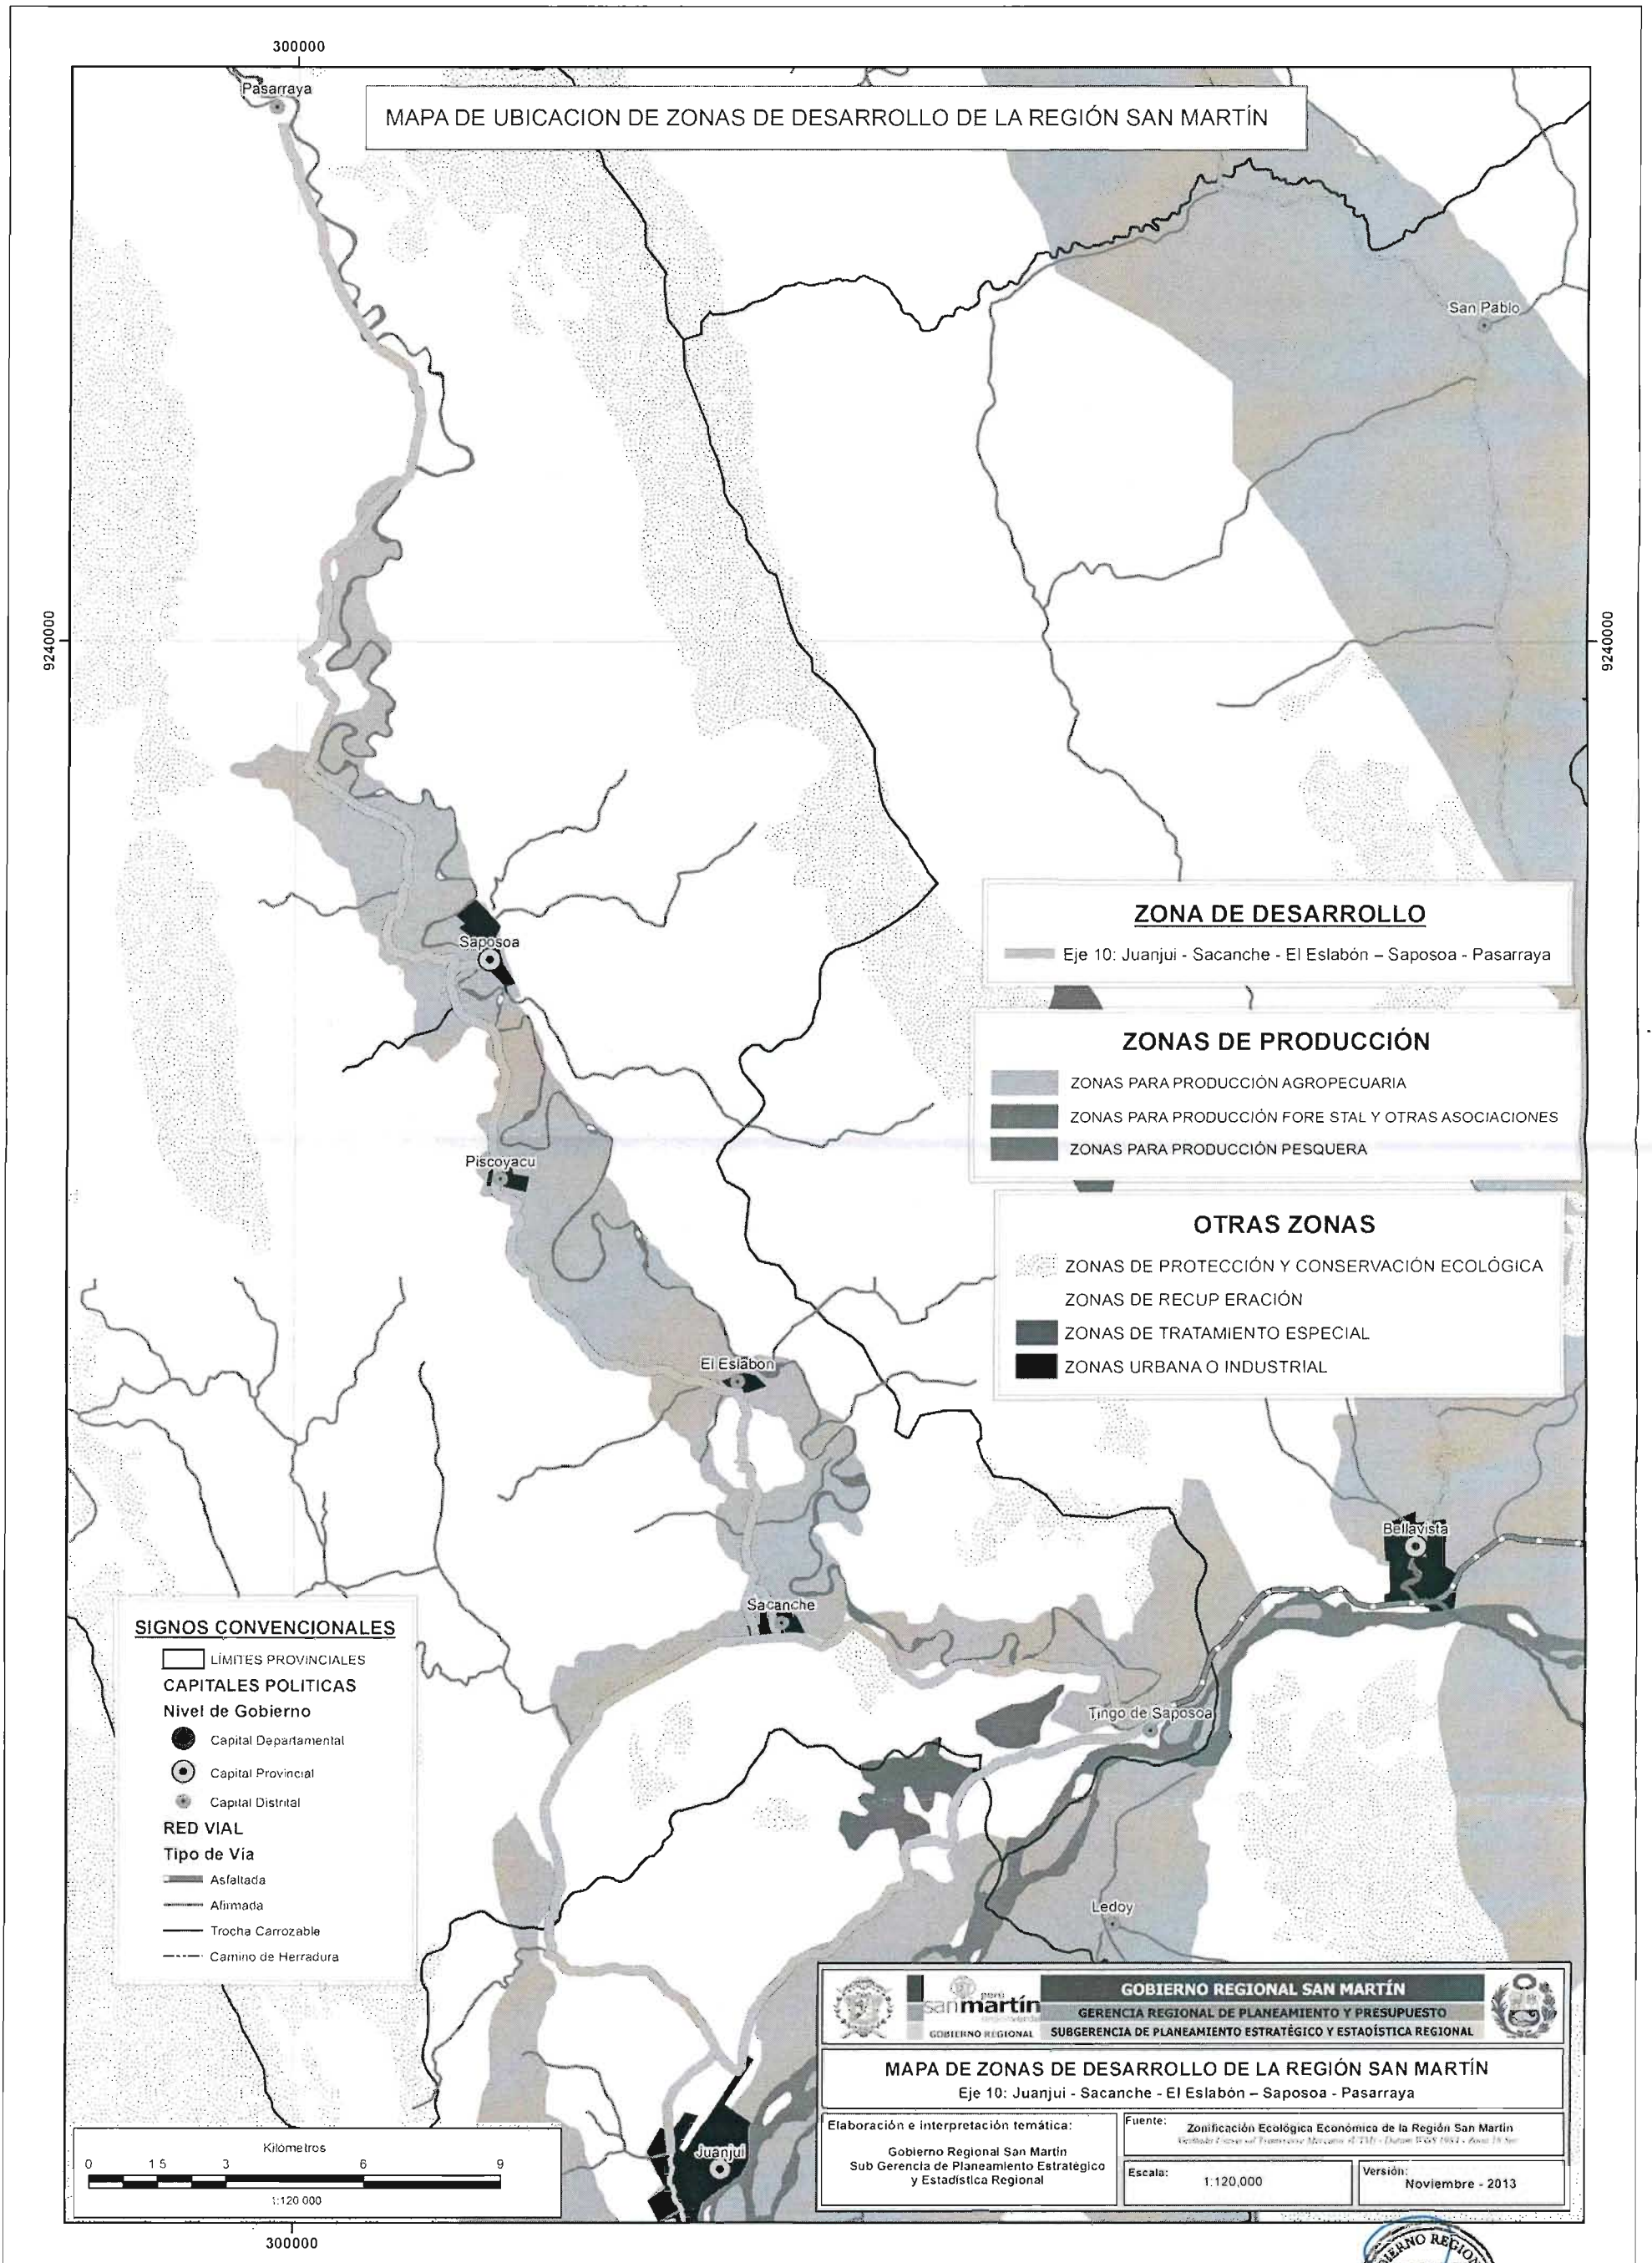 300000
Pasarraya
MAPA DE UBICACION DE ZONAS DE DESARROLLO DE LA REGIÓN SAN MARTÍN
San Pablo
9240000
9240000
Saposoa
ZONA DE DESARROLLO
Eje 10: Juanjui - Sacanche - El Eslabón – Saposoa - Pasarraya
ZONAS DE PRODUCCIÓN
ZONAS PARA PRODUCCIÓN AGROPECUARIA
ZONAS PARA PRODUCCIÓN FORE STAL Y OTRAS ASOCIACIONES
ZONAS PARA PRODUCCIÓN PESQUERA
Piscoyacu
OTRAS ZONAS
ZONAS DE PROTECCIÓN Y CONSERVACIÓN ECOLÓGICA
ZONAS DE RECUP ERACIÓN
ZONAS DE TRATAMIENTO ESPECIAL
ZONAS URBANA O INDUSTRIAL
El Eslabon
Bellavista
Sacanche
Tingo de Saposoa
Ledoy
Juanjui
SIGNOS CONVENCIONALES
LÍMITES PROVINCIALES
CAPITALES POLITICAS
Nivel de Gobierno
Capital Departamental
Capital Provincial
Capital Distrital
RED VIAL
Tipo de Vía
Asfaltada
Afirmada
Trocha Carrozable
Camino de Herradura
Kilómetros
0 1 5 3 6 9
1:120 000
perú
sanmartín
GOBIERNO REGIONAL
GOBIERNO REGIONAL SAN MARTÍN
GERENCIA REGIONAL DE PLANEAMIENTO Y PRESUPUESTO
SUBGERENCIA DE PLANEAMIENTO ESTRATÉGICO Y ESTADÍSTICA REGIONAL
MAPA DE ZONAS DE DESARROLLO DE LA REGIÓN SAN MARTÍN
Eje 10: Juanjui - Sacanche - El Eslabón – Saposoa - Pasarraya
Elaboración e interpretación temática:
Gobierno Regional San Martin
Sub Gerencia de Planeamiento Estratégico
y Estadística Regional
Fuente:
Zonificación Ecológica Económica de la Región San Martin
Escala:
1:120,000
Versión:
Noviembre - 2013
300000